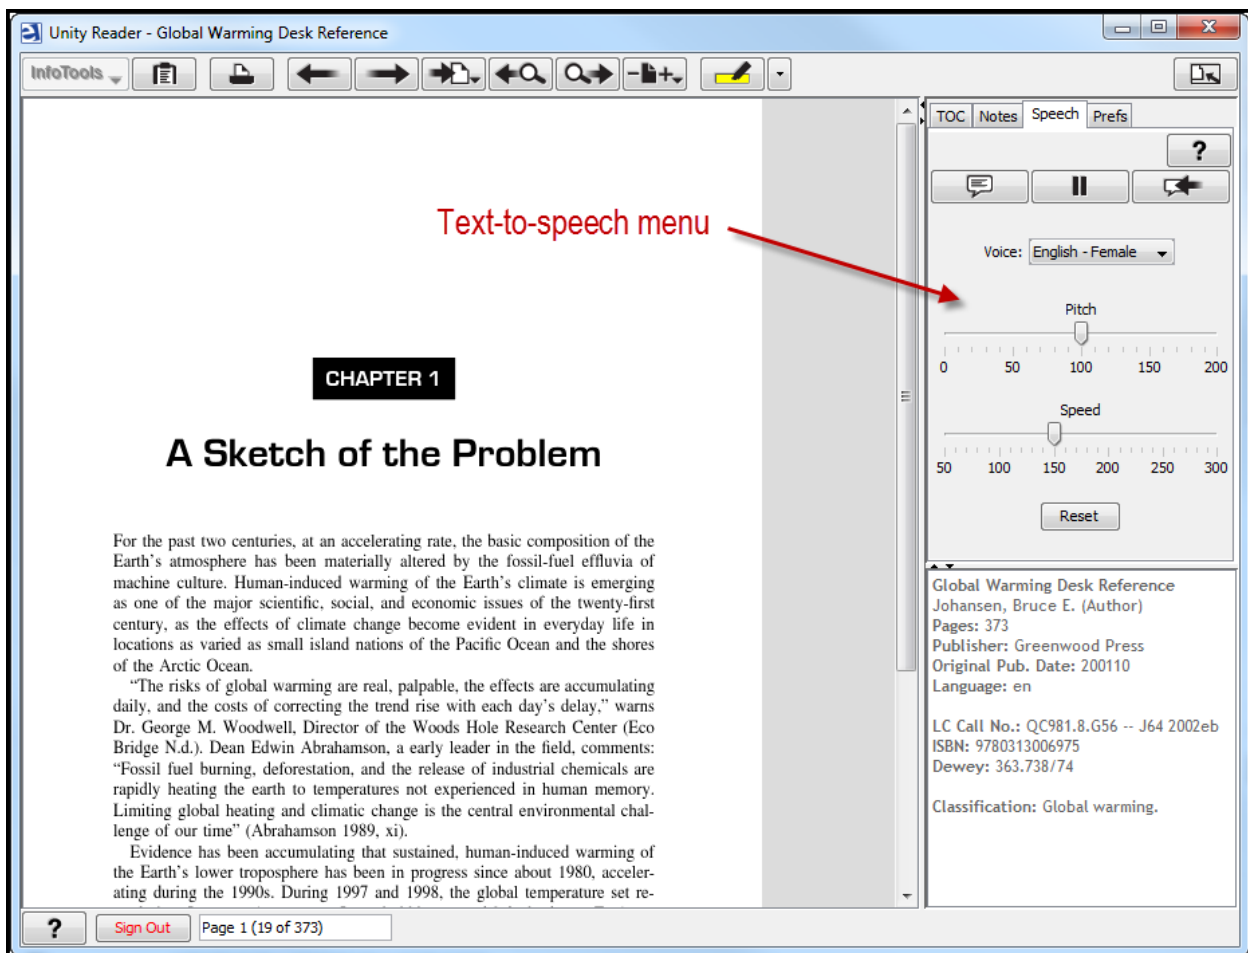 Unity Reader - Global Warming Desk Reference
InfoTools
TOC Notes Speech Prefs
?
Text-to-speech menu
Voice: English - Female
Pitch
0 50 100 150 200
Speed
50 100 150 200 250 300
Reset
CHAPTER 1
A Sketch of the Problem
For the past two centuries, at an accelerating rate, the basic composition of the
Earth's atmosphere has been materially altered by the fossil-fuel effluvia of
machine culture. Human-induced warming of the Earth's climate is emerging
as one of the major scientific, social, and economic issues of the twenty-first
century, as the effects of climate change become evident in everyday life in
locations as varied as small island nations of the Pacific Ocean and the shores
of the Arctic Ocean.
"The risks of global warming are real, palpable, the effects are accumulating
daily, and the costs of correcting the trend rise with each day's delay," warns
Dr. George M. Woodwell, Director of the Woods Hole Research Center (Eco
Bridge N.d.). Dean Edwin Abrahamson, a early leader in the field, comments:
"Fossil fuel burning, deforestation, and the release of industrial chemicals are
rapidly heating the earth to temperatures not experienced in human memory.
Limiting global heating and climatic change is the central environmental chal-
lenge of our time" (Abrahamson 1989, xi).
Evidence has been accumulating that sustained, human-induced warming of
the Earth's lower troposphere has been in progress since about 1980, acceler-
ating during the 1990s. During 1997 and 1998, the global temperature set re-
Global Warming Desk Reference
Johansen, Bruce E. (Author)
Pages: 373
Publisher: Greenwood Press
Original Pub. Date: 200110
Language: en
LC Call No.: QC981.8.G56 -- J64 2002eb
ISBN: 9780313006975
Dewey: 363.738/74
Classification: Global warming.
? Sign Out Page 1 (19 of 373)